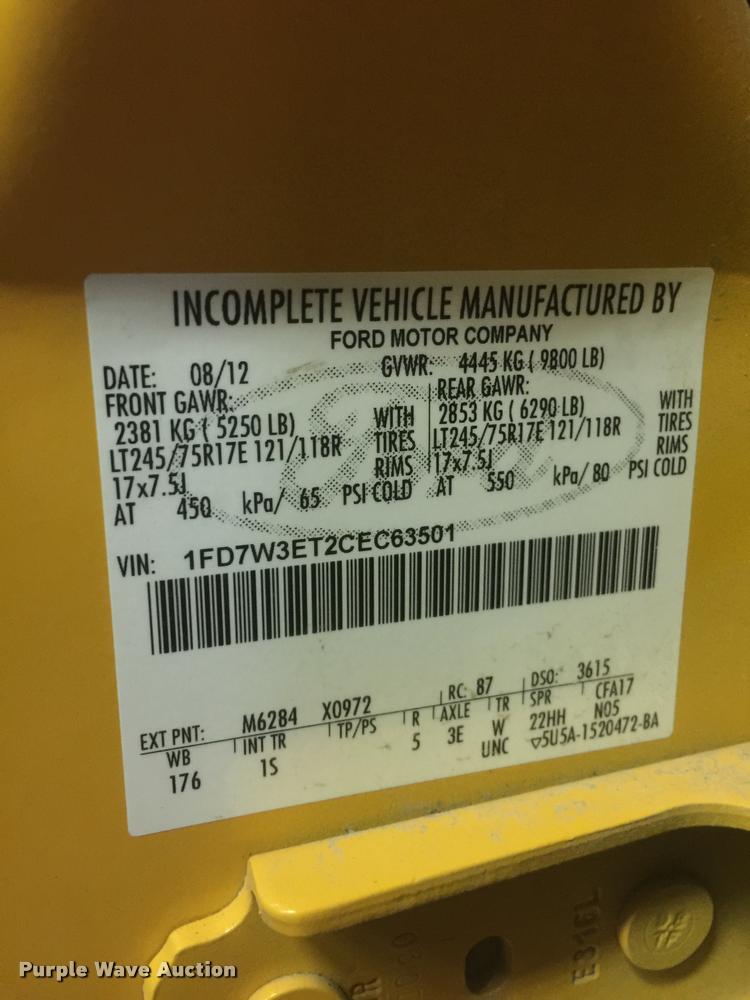 INCOMPLETE VEHICLE MANUFACTURED BY
FORD MOTOR COMPANY
DATE: 08/12 GVWR: 4445 KG ( 9800 LB)
FRONT GAWR: REAR GAWR:
2381 KG ( 5250 LB) WITH 2853 KG ( 6290 LB) WITH
LT245/75R17E 121/118R TIRES LT245/75R17E 121/118R TIRES
17x7.5J RIMS 17x7.5J RIMS
AT 450 kPa/ 65 PSI COLD AT 550 kPa/ 80 PSI COLD
VIN: 1FD7W3ET2CEC63501
EXT PNT: M6284 X0972 RC: 87 DSO: 3615
WB INT TR TP/PS R AXLE TR SPR CFA17
176 1S 5 3E W 22HH N05
UNC ▽5U5A-1520472-BA
E316L
Purple Wave Auction